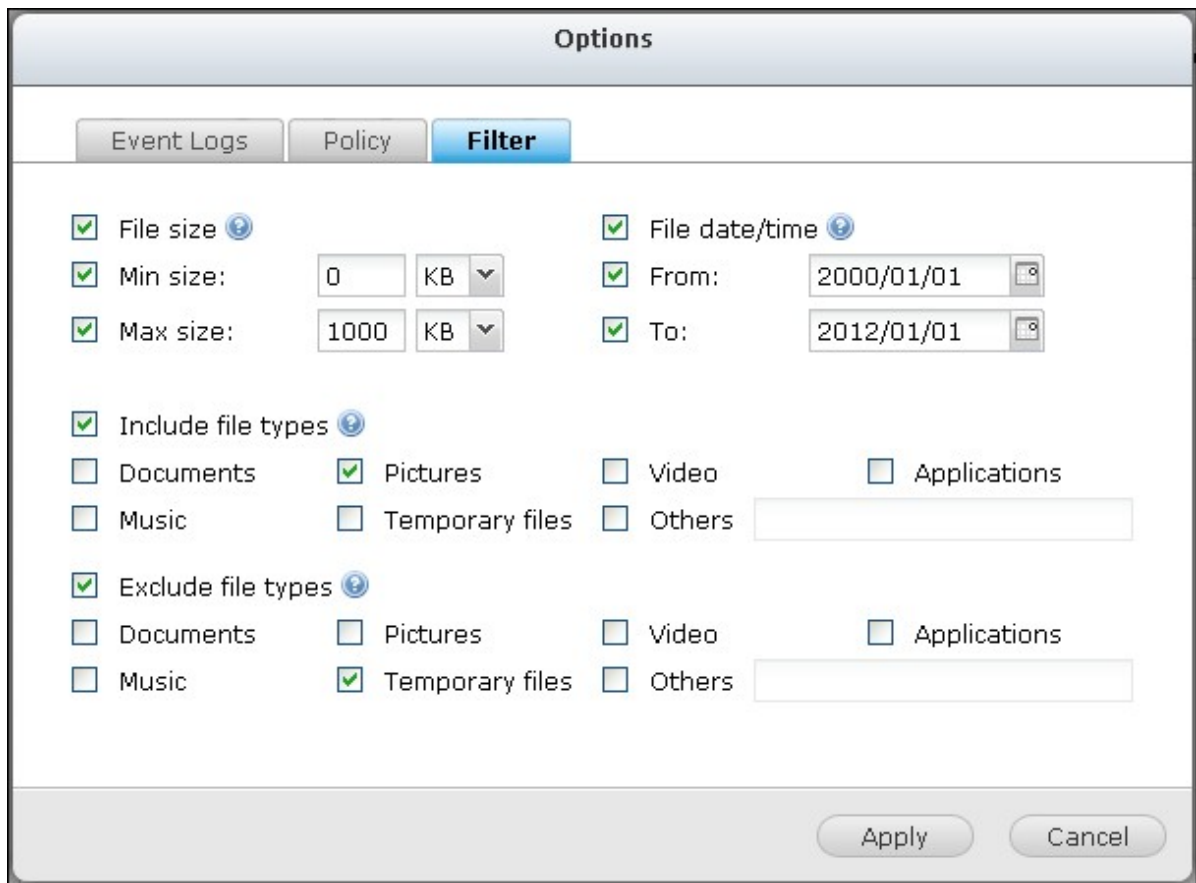 Options
Event Logs Policy Filter
File size ? File date/time ?
Min size: 0 KB From: 2000/01/01
Max size: 1000 KB To: 2012/01/01
Include file types ?
Documents Pictures Video Applications
Music Temporary files Others
Exclude file types ?
Documents Pictures Video Applications
Music Temporary files Others
Apply Cancel